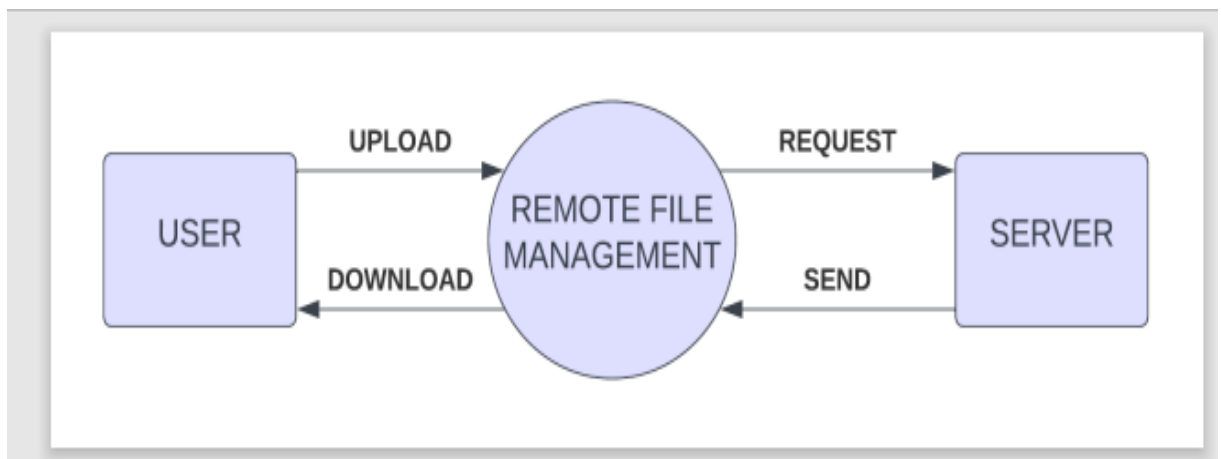 UPLOAD
REQUEST
USER
REMOTE FILE
MANAGEMENT
SERVER
DOWNLOAD
SEND